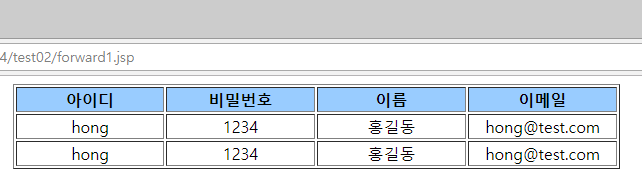 4/test02/forward1.jsp
아이디 비밀번호 이름 이메일
hong 1234 홍길동 hong@test.com
hong 1234 홍길동 hong@test.com